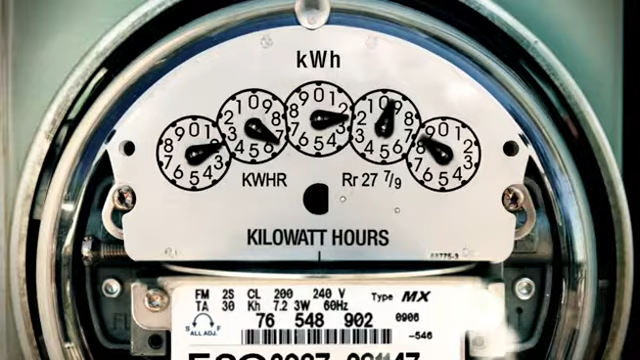 kWh
KWHR
Rr 27 7/9
KILOWATT HOURS
FM 2S CL 200 240 V Type MX
TA 30 Kh 7.2 3W 60Hz
76 548 902 0906
S F
ALL ADJ.
-546